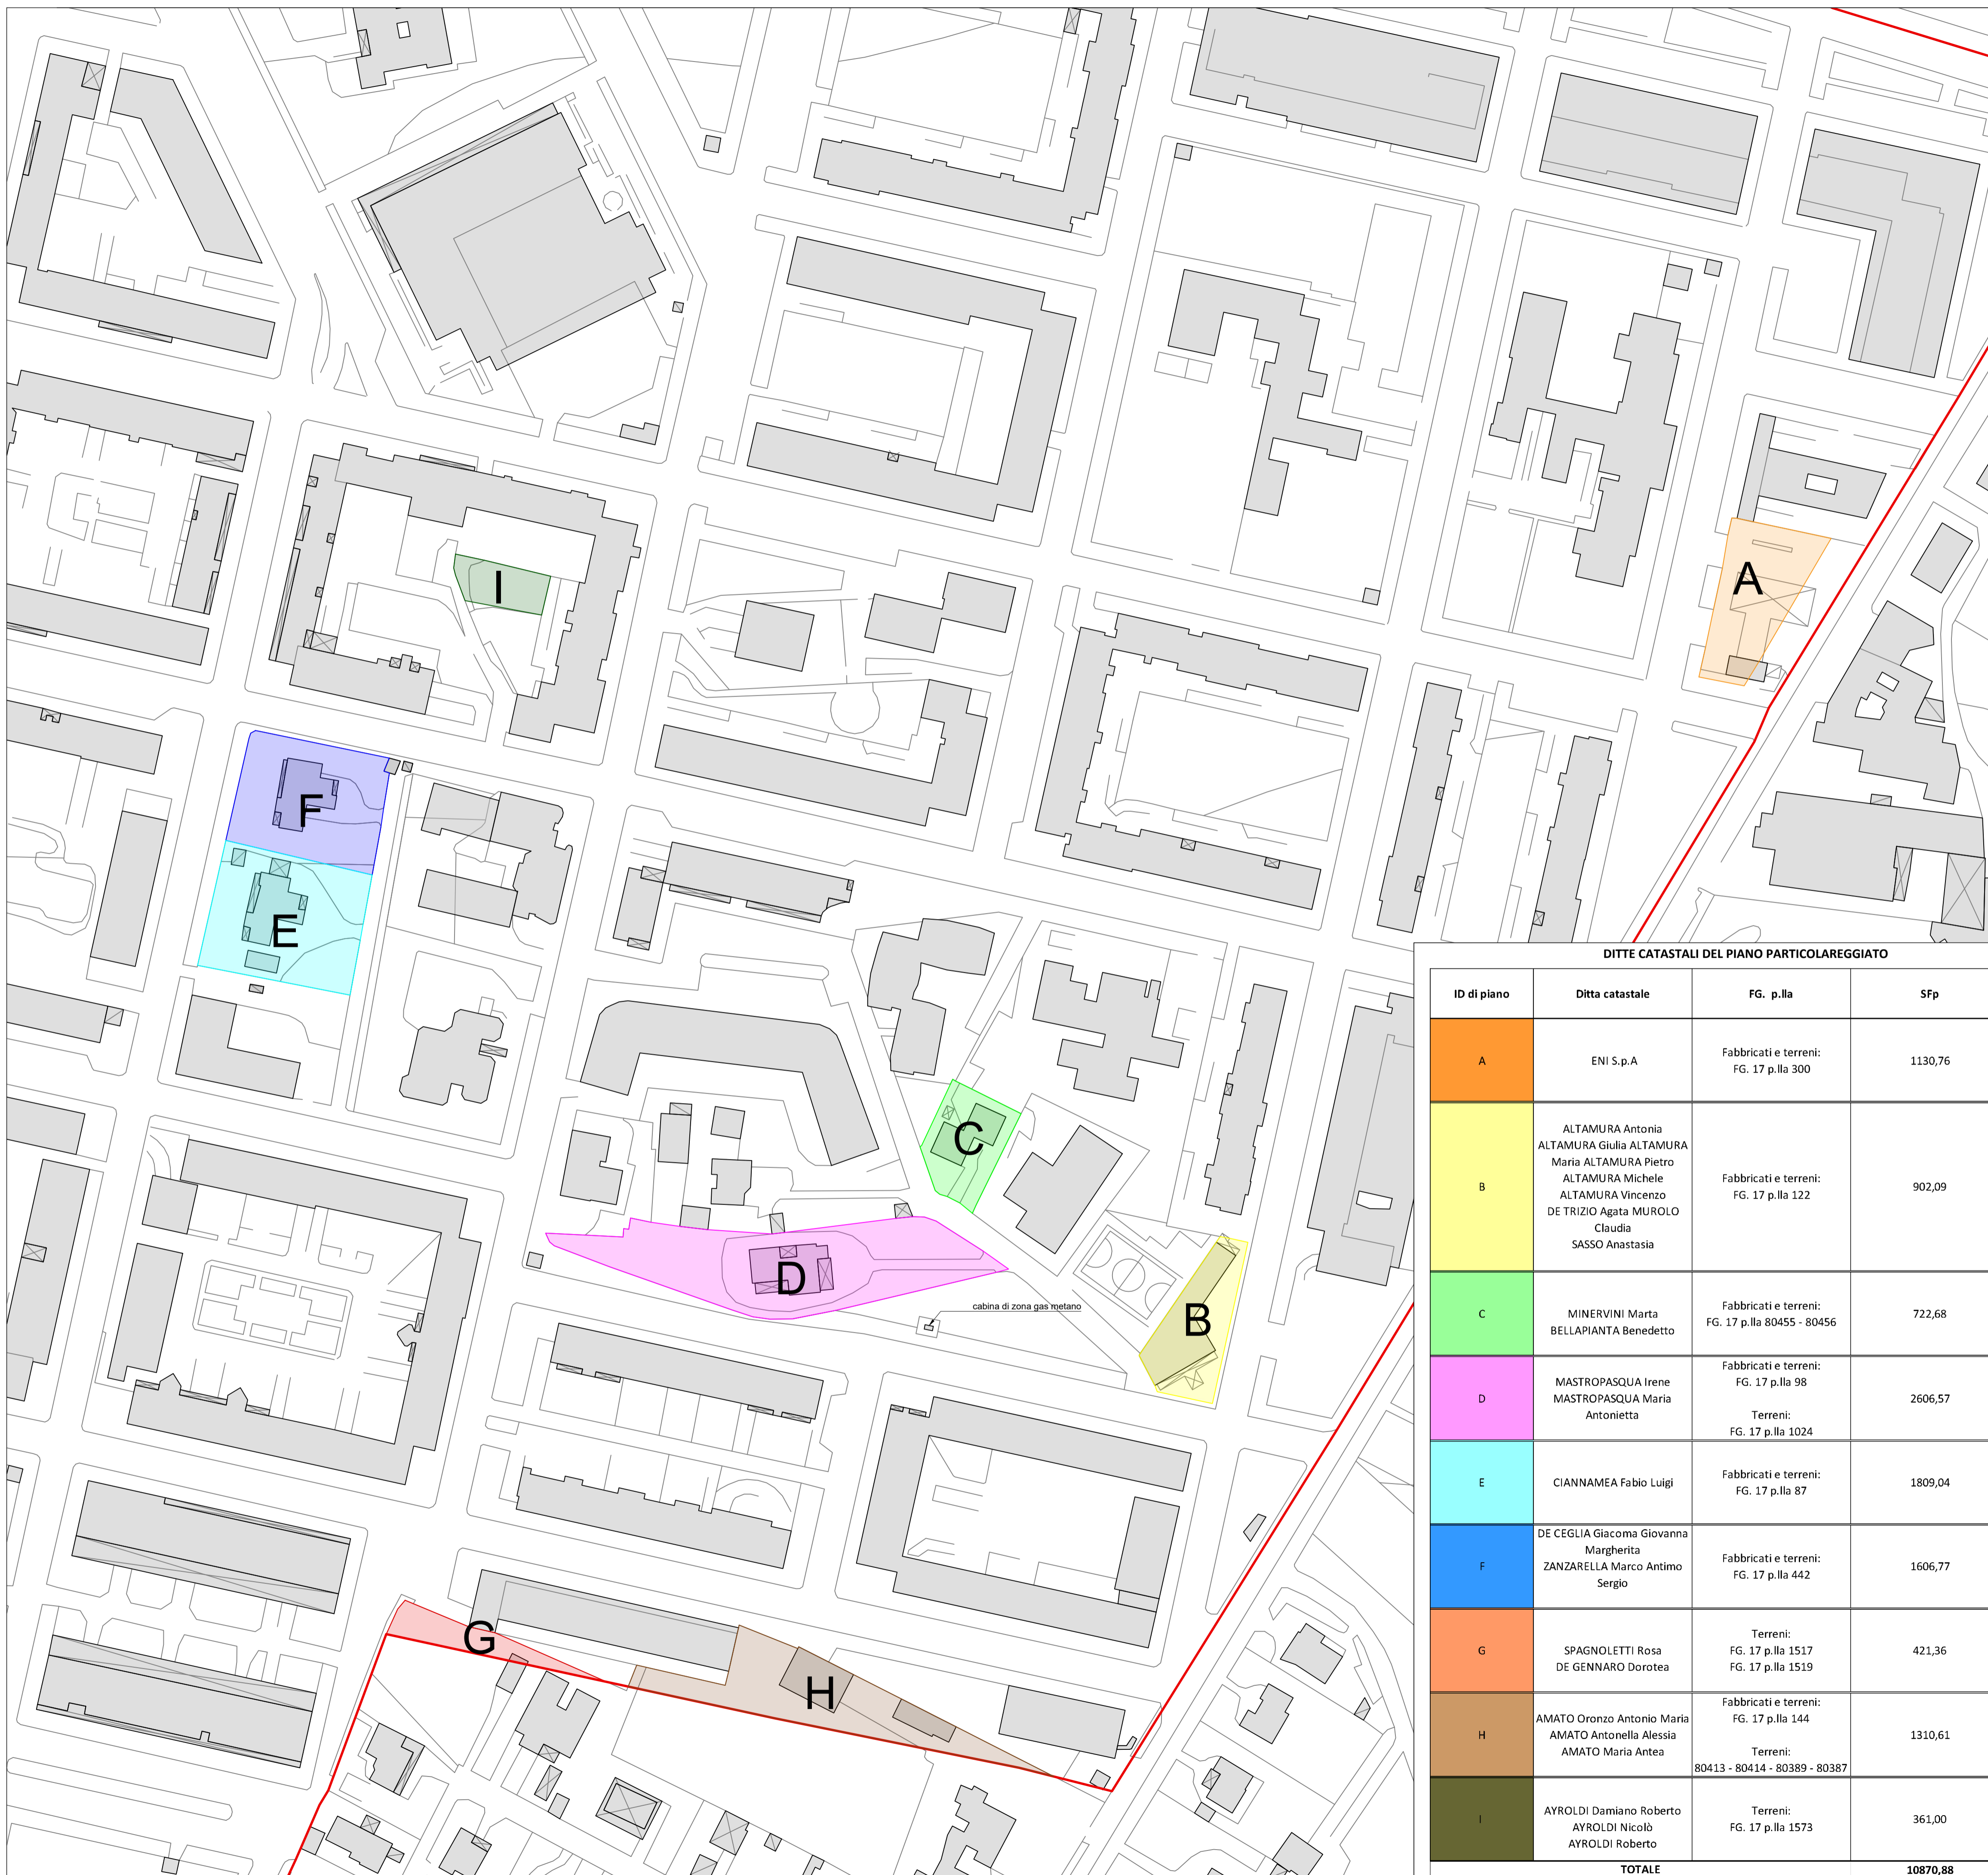 I
A
F
E
C
D
cabina di zona gas metano
B
G
H
DITTE CATASTALI DEL PIANO PARTICOLAREGGIATO
ID di piano Ditta catastale FG. p.lla SFp
A ENI S.p.A Fabbricati e terreni: 1130,76
FG. 17 p.lla 300
ALTAMURA Antonia
ALTAMURA Giulia ALTAMURA
Maria ALTAMURA Pietro
ALTAMURA Michele
ALTAMURA Vincenzo
DE TRIZIO Agata MUROLO
Claudia
SASSO Anastasia
B Fabbricati e terreni: 902,09
FG. 17 p.lla 122
C MINERVINI Marta Fabbricati e terreni: 722,68
BELLAPIANTA Benedetto FG. 17 p.lla 80455 - 80456
D MASTROPASQUA Irene Fabbricati e terreni: 2606,57
MASTROPASQUA Maria FG. 17 p.lla 98
Antonietta Terreni:
FG. 17 p.lla 1024
E CIANNAMEA Fabio Luigi Fabbricati e terreni: 1809,04
FG. 17 p.lla 87
F DE CEGLIA Giacoma Giovanna Fabbricati e terreni: 1606,77
Margherita FG. 17 p.lla 442
ZANZARELLA Marco Antimo
Sergio
G SPAGNOLETTI Rosa Terreni: 421,36
DE GENNARO Dorotea FG. 17 p.lla 1517
FG. 17 p.lla 1519
H AMATO Oronzo Antonio Maria Fabbricati e terreni: 1310,61
AMATO Antonella Alessia FG. 17 p.lla 144
AMATO Maria Antea Terreni:
80413 - 80414 - 80389 - 80387
I AYROLDI Damiano Roberto Terreni: 361,00
AYROLDI Nicolò FG. 17 p.lla 1573
AYROLDI Roberto
TOTALE 10870,88